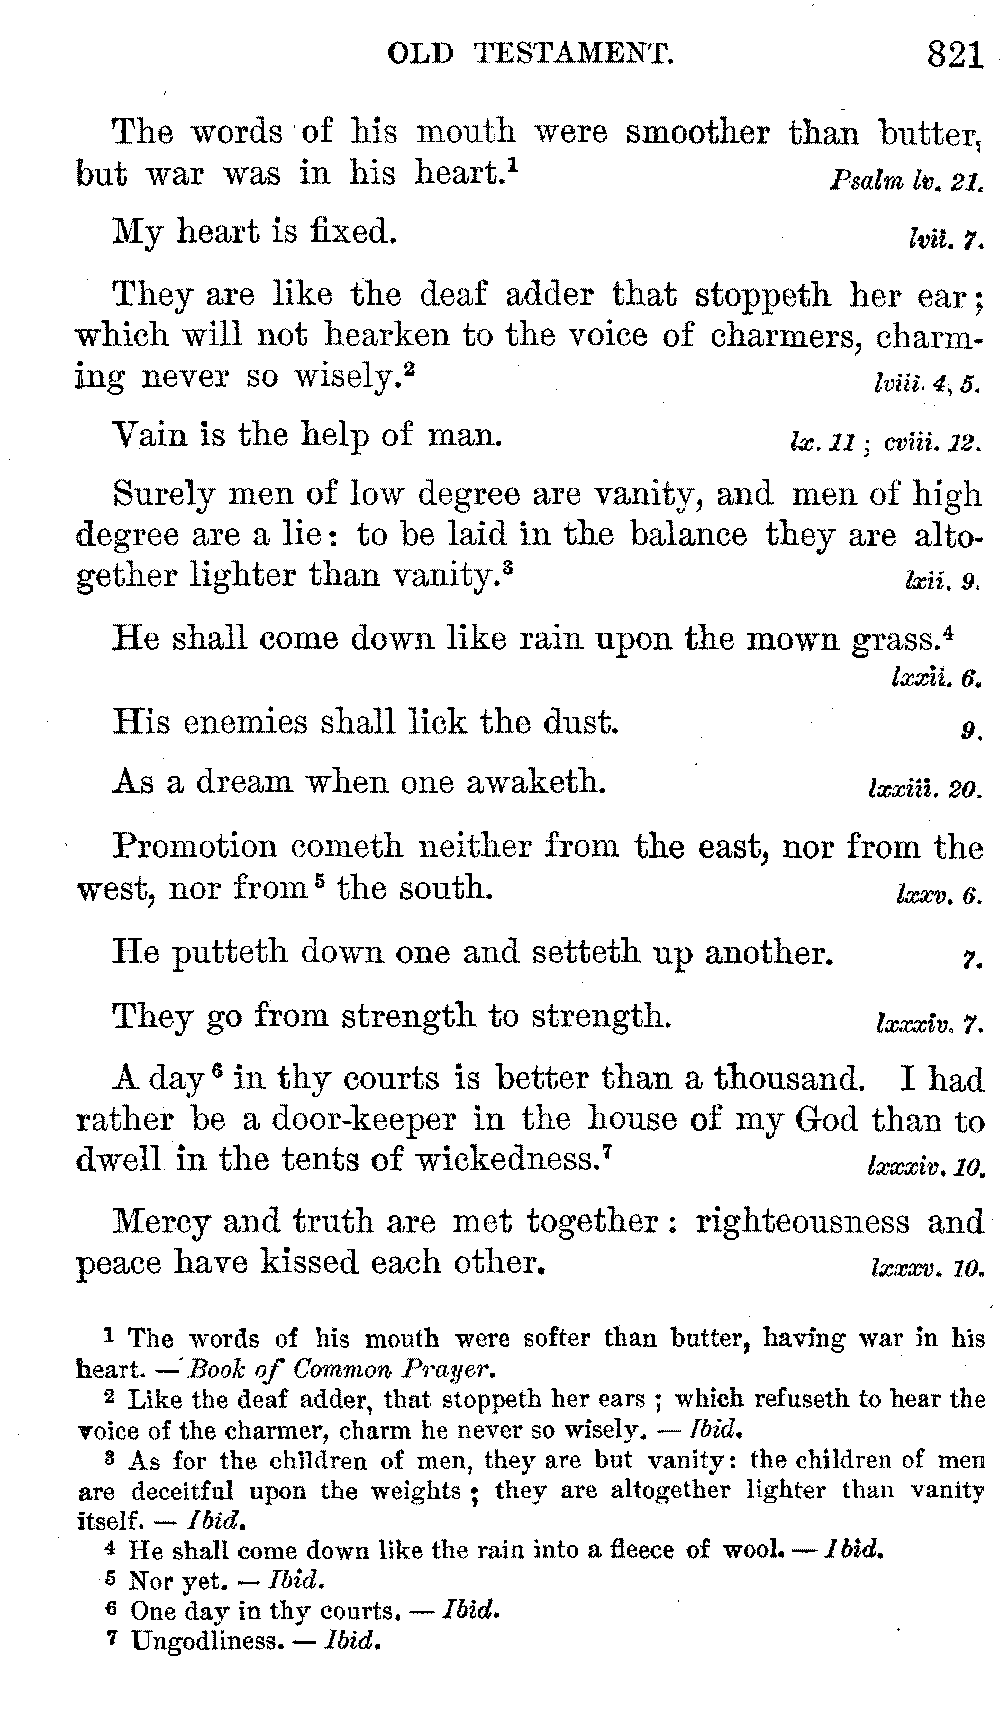 OLD TESTAMENT. 821
The words of his mouth were smoother than butter,
but war was in his heart.¹ Psalm lv. 21.
My heart is fixed. lvii. 7.
They are like the deaf adder that stoppeth her ear;
which will not hearken to the voice of charmers, charm-
ing never so wisely.² lviii. 4, 5.
Vain is the help of man. lx. 11; cviii. 12.
Surely men of low degree are vanity, and men of high
degree are a lie: to be laid in the balance they are alto-
gether lighter than vanity.³ lxii. 9.
He shall come down like rain upon the mown grass.⁴
lxxii. 6.
His enemies shall lick the dust. 9.
As a dream when one awaketh. lxxiii. 20.
Promotion cometh neither from the east, nor from the
west, nor from⁵ the south. lxxv. 6.
He putteth down one and setteth up another. 7.
They go from strength to strength. lxxxiv. 7.
A day⁶ in thy courts is better than a thousand. I had
rather be a door-keeper in the house of my God than to
dwell in the tents of wickedness.⁷ lxxxiv. 10.
Mercy and truth are met together: righteousness and
peace have kissed each other. lxxxv. 10.
1 The words of his mouth were softer than butter, having war in his
heart. — Book of Common Prayer.
2 Like the deaf adder, that stoppeth her ears; which refuseth to hear the
voice of the charmer, charm he never so wisely. — Ibid.
3 As for the children of men, they are but vanity: the children of men
are deceitful upon the weights; they are altogether lighter than vanity
itself. — Ibid.
4 He shall come down like the rain into a fleece of wool. — Ibid.
5 Nor yet. — Ibid.
6 One day in thy courts. — Ibid.
7 Ungodliness. — Ibid.